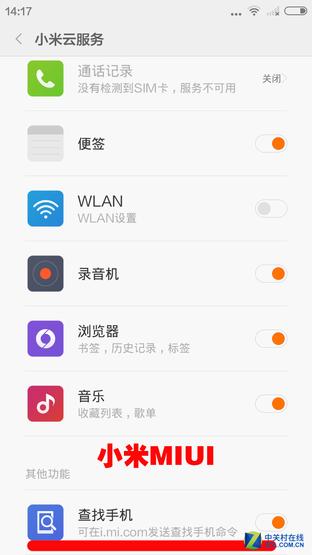 14:17
小米云服务
通话记录
没有检测到SIM卡，服务不可用
关闭
便签
WLAN
WLAN设置
录音机
浏览器
书签，历史记录，标签
音乐
收藏列表，歌单
小米MIUI
其他功能
查找手机
可在i.mi.com发送查找手机命令
Z
中关村在线
ZOL.COM.CN